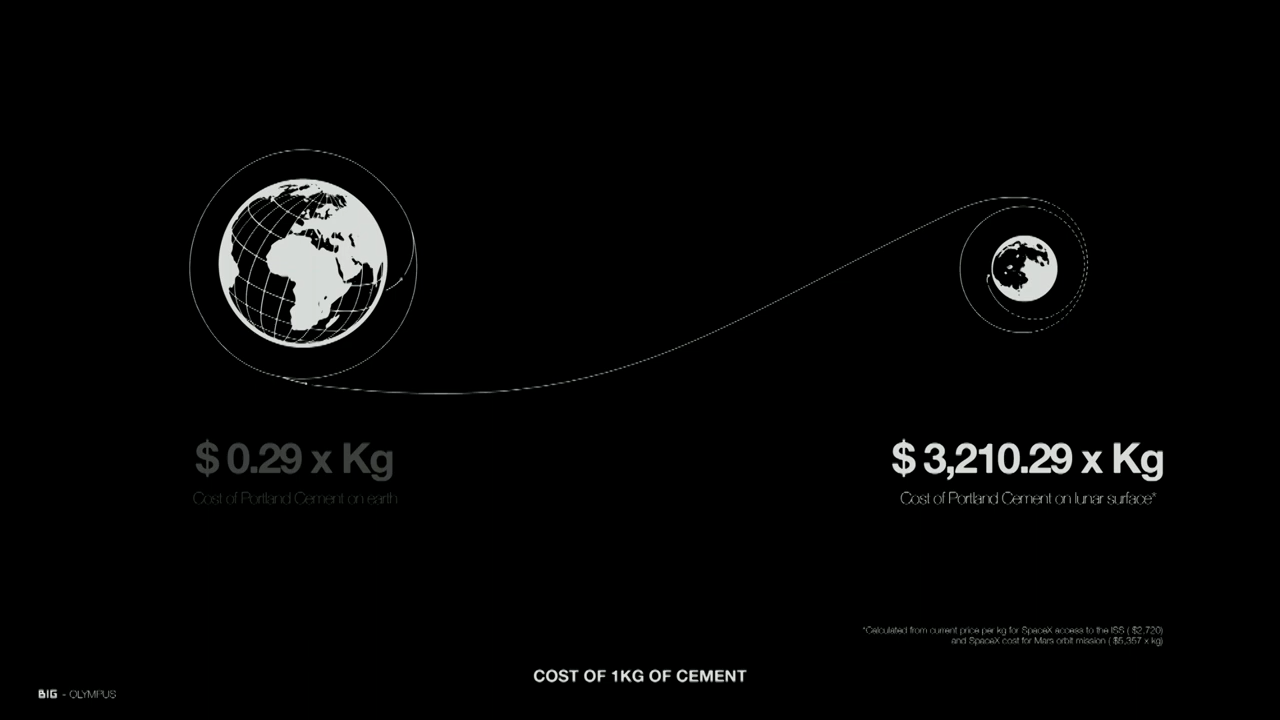 $ 0.29 x Kg
Cost of Portland Cement on earth
$ 3,210.29 x Kg
Cost of Portland Cement on lunar surface*
*Calculated from current price per kg for SpaceX access to the ISS ( $2,720)
and SpaceX cost for Mars orbit mission ( $5,357 x kg)
COST OF 1KG OF CEMENT
BIG - OLYMPUS